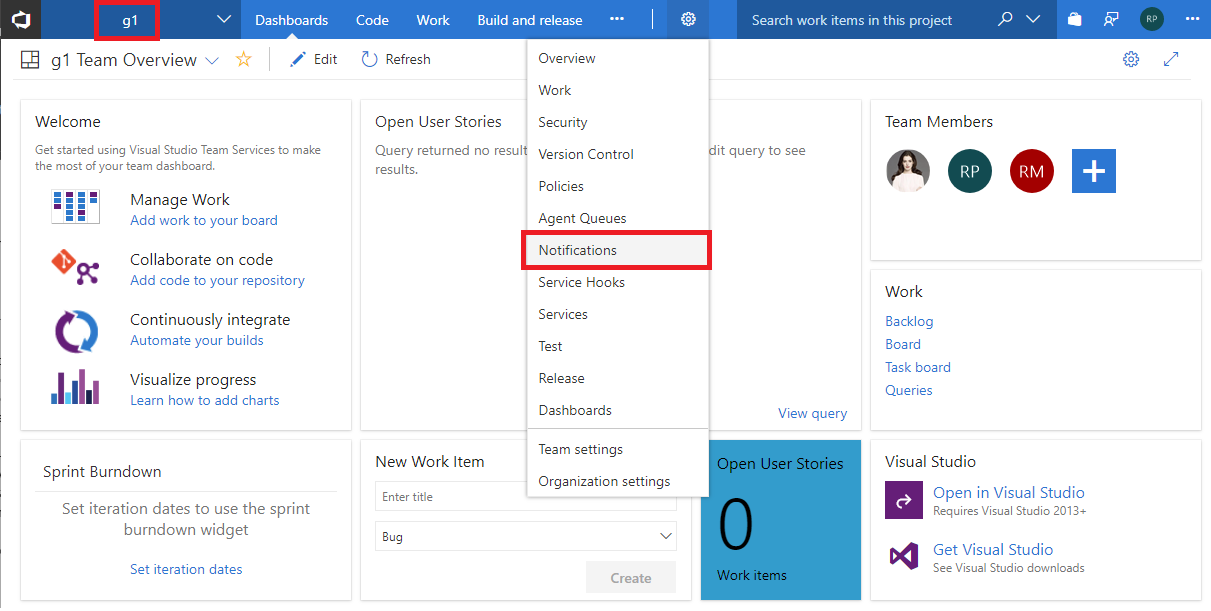 g1
Dashboards
Code
Work
Build and release
Search work items in this project
RP
g1 Team Overview
Edit
Refresh
Overview
Work
Security
Version Control
Policies
Agent Queues
Notifications
Service Hooks
Services
Test
Release
Dashboards
Team settings
Organization settings
Welcome
Get started using Visual Studio Team Services to make
the most of your team dashboard.
Manage Work
Add work to your board
Collaborate on code
Add code to your repository
Continuously integrate
Automate your builds
Visualize progress
Learn how to add charts
Open User Stories
Query returned no result dit query to see
results.
View query
Team Members
RP
RM
Work
Backlog
Board
Task board
Queries
Sprint Burndown
Set iteration dates to use the sprint
burndown widget
Set iteration dates
New Work Item
Enter title
Bug
Create
Open User Stories
0
Work items
Visual Studio
Open in Visual Studio
Requires Visual Studio 2013+
Get Visual Studio
See Visual Studio downloads